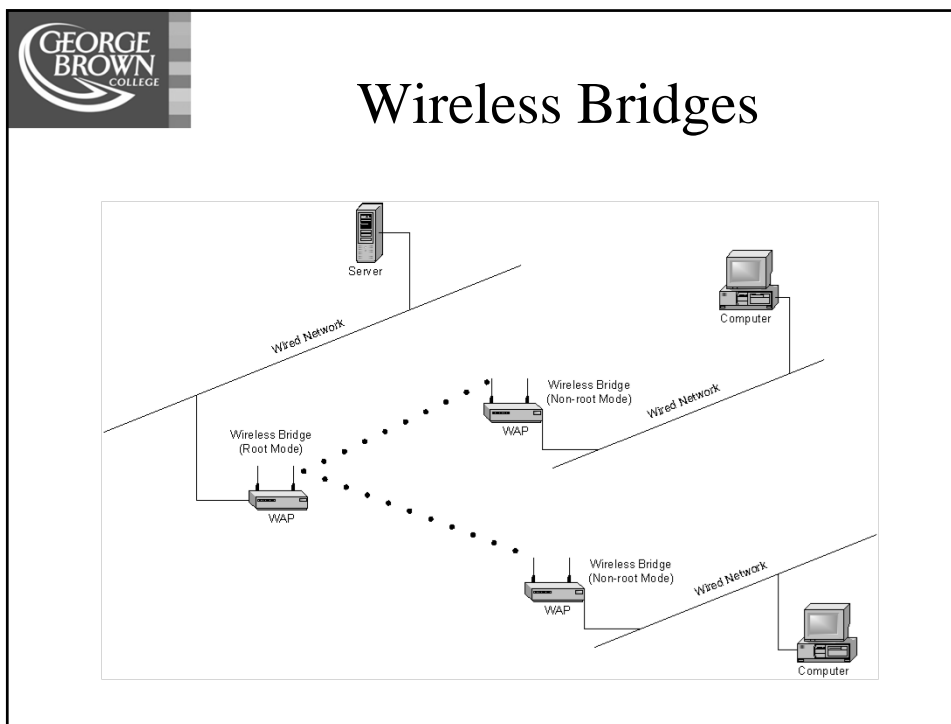 GEORGE
BROWN
COLLEGE
Wireless Bridges
Server
Computer
Wired Network
Wireless Bridge
(Non-root Mode)
Wired Network
WAP
Wireless Bridge
(Root Mode)
WAP
Wireless Bridge
(Non-root Mode)
Wired Network
WAP
Computer